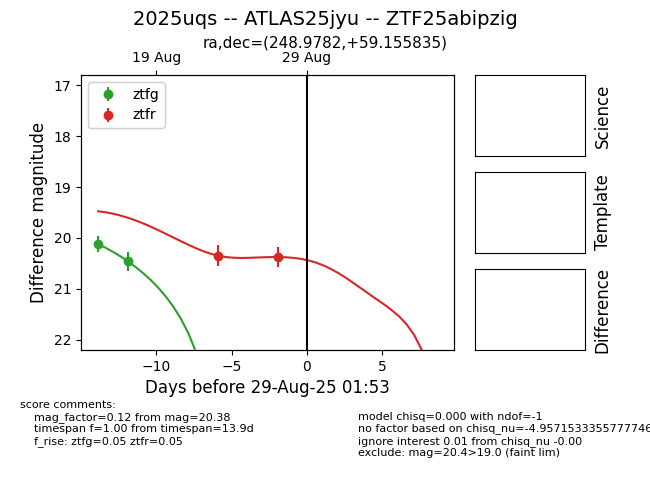 2025uqs -- ATLAS25jyu -- ZTF25abipzig
ra,dec=(248.9782,+59.155835)
19 Aug 29 Aug
ztfg
ztfr
17
18
19
20
21
22
Difference magnitude
−10 −5 0 5
Days before 29-Aug-25 01:53
Science
Template
Difference
score comments:
mag_factor=0.12 from mag=20.38
timespan f=1.00 from timespan=13.9d
f_rise: ztfg=0.05 ztfr=0.05
model chisq=0.000 with ndof=-1
no factor based on chisq_nu=-4.9571533355777746
ignore interest 0.01 from chisq_nu -0.00
exclude: mag=20.4>19.0 (faint lim)